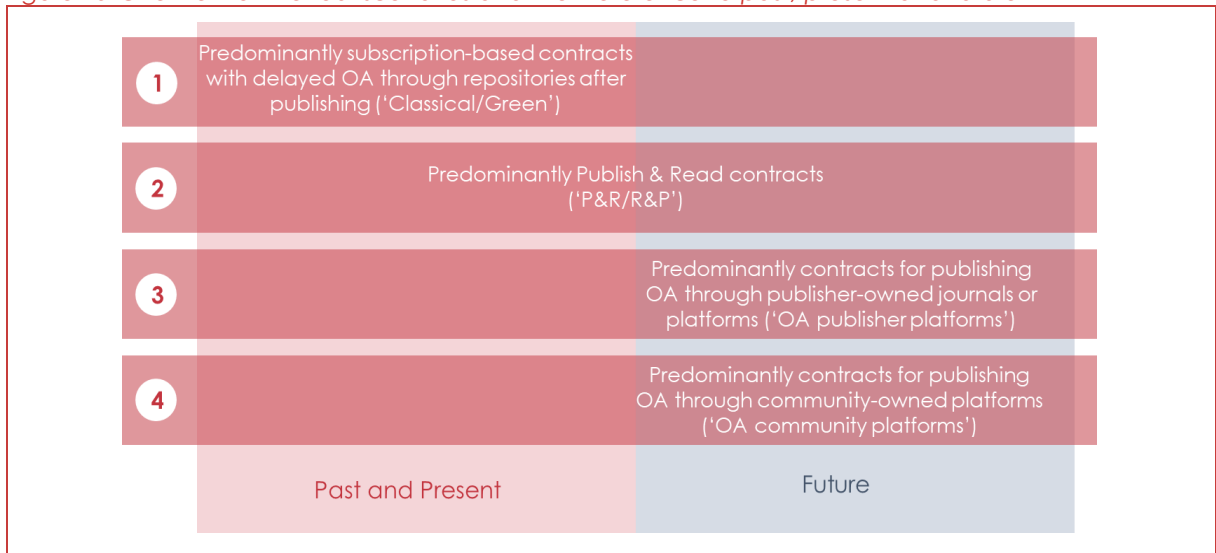 1
Predominantly subscription-based contracts
with delayed OA through repositories after
publishing (‘Classical/Green’)
2
Predominantly Publish & Read contracts
(‘P&R/R&P’)
3
Predominantly contracts for publishing
OA through publisher-owned journals or
platforms (‘OA publisher platforms’)
4
Predominantly contracts for publishing
OA through community-owned platforms
(‘OA community platforms’)
Past and Present
Future